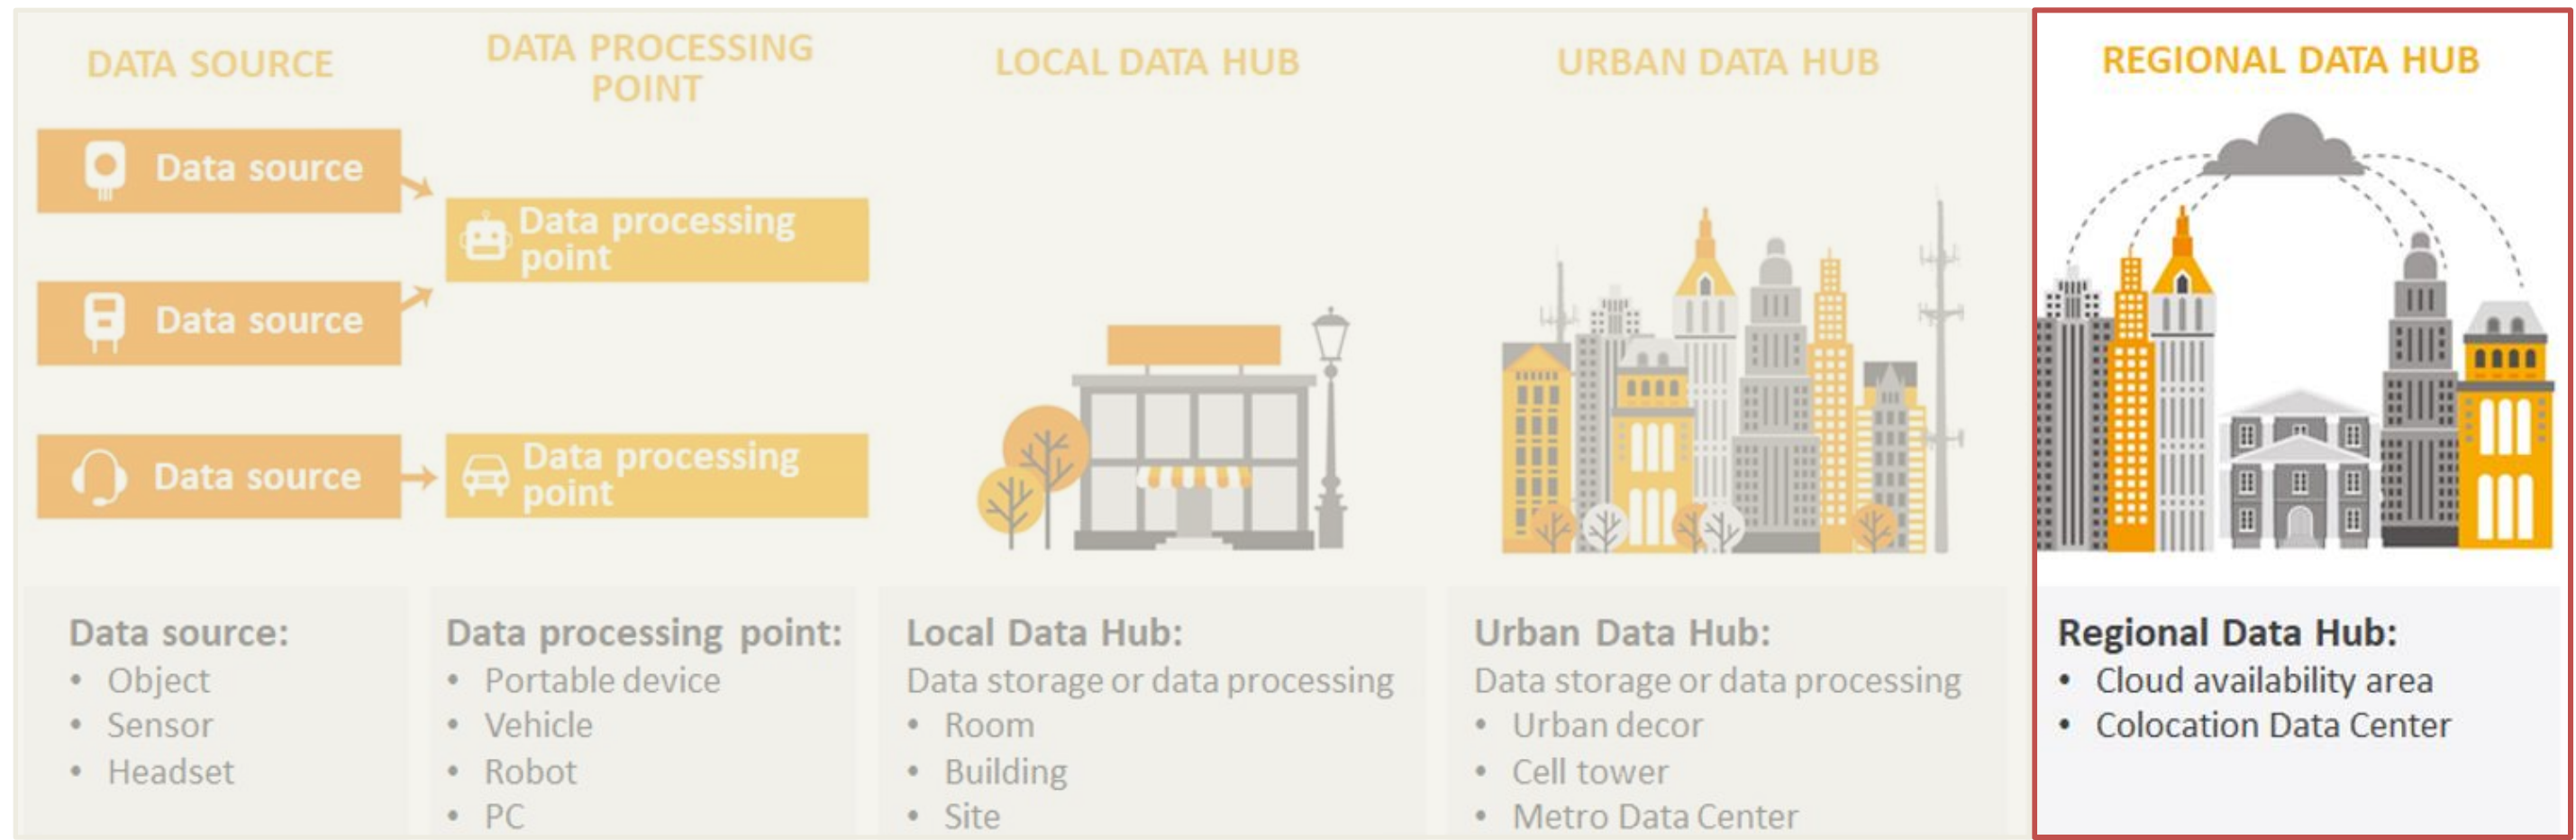 DATA SOURCE
DATA PROCESSING
POINT
LOCAL DATA HUB
URBAN DATA HUB
REGIONAL DATA HUB
Data source
Data source
Data source
Data processing
point
Data processing
point
Data source:
• Object
• Sensor
• Headset
Data processing point:
• Portable device
• Vehicle
• Robot
• PC
Local Data Hub:
Data storage or data processing
• Room
• Building
• Site
Urban Data Hub:
Data storage or data processing
• Urban decor
• Cell tower
• Metro Data Center
Regional Data Hub:
• Cloud availability area
• Colocation Data Center